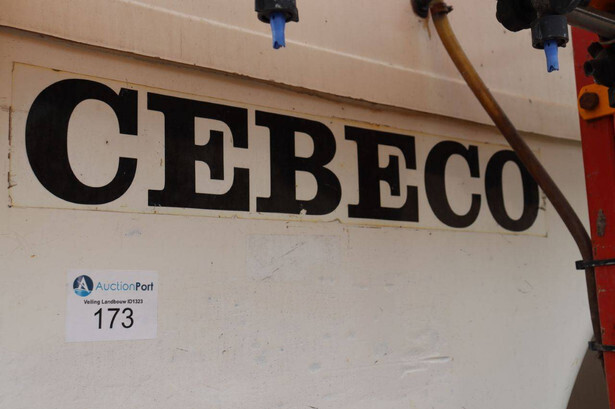 CEBECO
AuctionPort
Veiling Landbouw ID1323
173